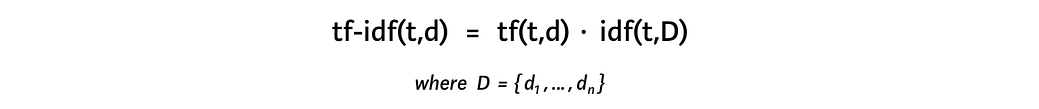 tf-idf(t,d) = tf(t,d) · idf(t,D)
where D = {d₁,...,dₙ}